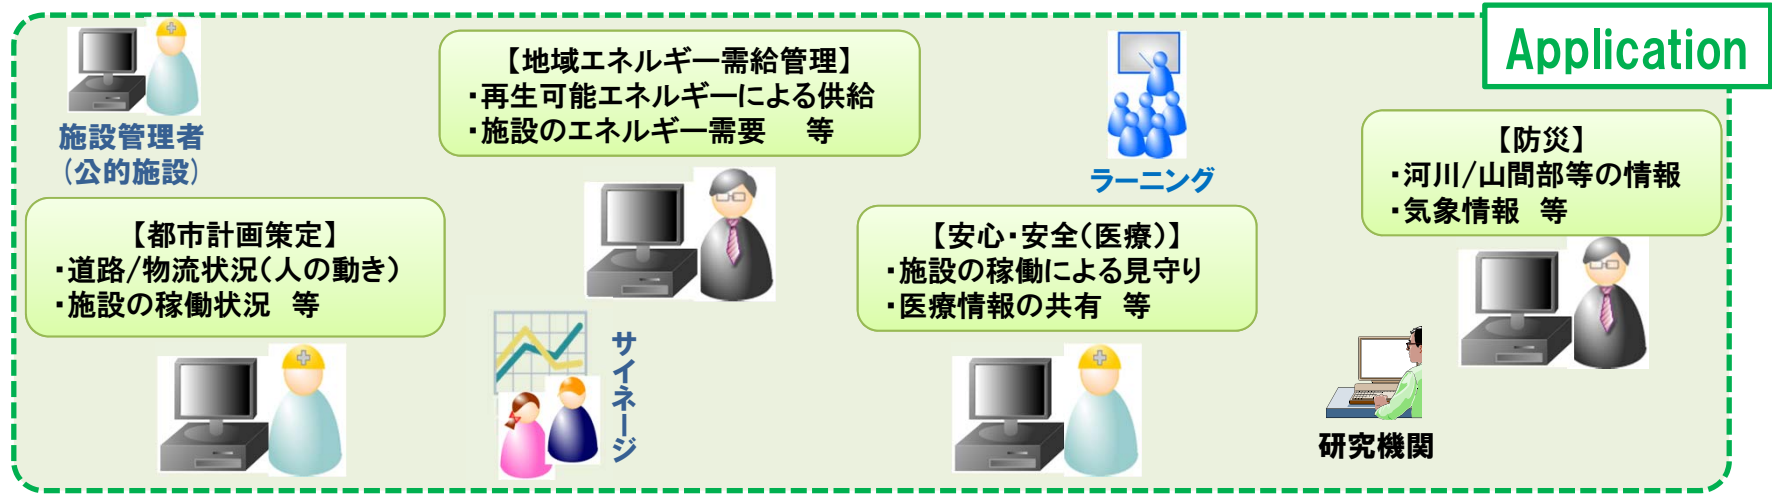 Application
施設管理者
(公的施設)
【地域エネルギー需給管理】
・再生可能エネルギーによる供給
・施設のエネルギー需要　等
ラーニング
【防災】
・河川/山間部等の情報
・気象情報　等
【都市計画策定】
・道路/物流状況(人の動き)
・施設の稼働状況　等
【安心・安全(医療)】
・施設の稼働による見守り
・医療情報の共有　等
サイネージ
研究機関